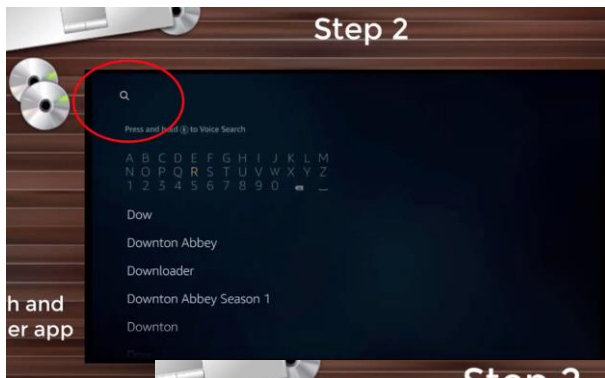 Step 2
Press and hold to Voice Search
A B C D E F G H I J K L M
N O P Q R S T U V W X Y Z
1 2 3 4 5 6 7 8 9 0
Dow
Downton Abbey
Downloader
Downton Abbey Season 1
Downton
h and
er app